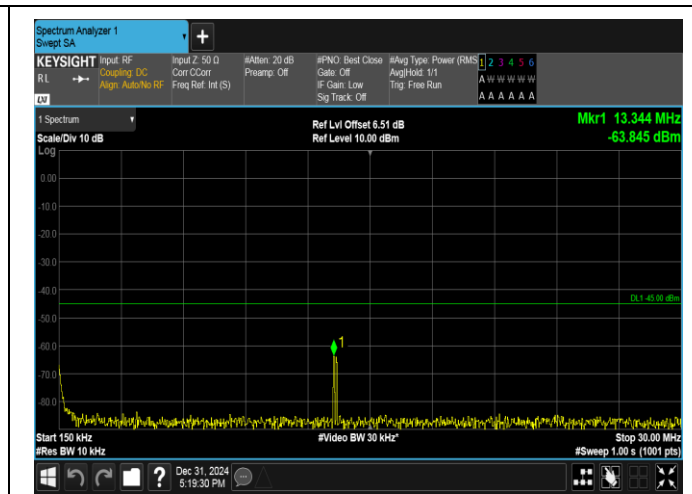 Spectrum Analyzer 1
Swept SA
+
KEYSIGHT Input: RF Input Z: 50 Ω #Atten: 20 dB #PNO: Best Close #Avg Type: Power (RMS 1 2 3 4 5 6
RL Coupling: DC Corr CCorr Preamp: Off Gate: Off Avg|Hold: 1/1 A W W W W W
Align: Auto/No RF Freq Ref: Int (S) IF Gain: Low Trig: Free Run
LXI Sig Track: Off A A A A A A
1 Spectrum Ref Lvl Offset 6.51 dB Mkr1 13.344 MHz
Scale/Div 10 dB Ref Level 10.00 dBm -63.845 dBm
Log
0.00
-10.0
-20.0
-30.0
-40.0
DL1 -45.00 dBm
-50.0
1
-60.0
-70.0
-80.0
Start 150 kHz #Video BW 30 kHz* Stop 30.00 MHz
#Res BW 10 kHz #Sweep 1.00 s (1001 pts)
? Dec 31, 2024
5:19:30 PM